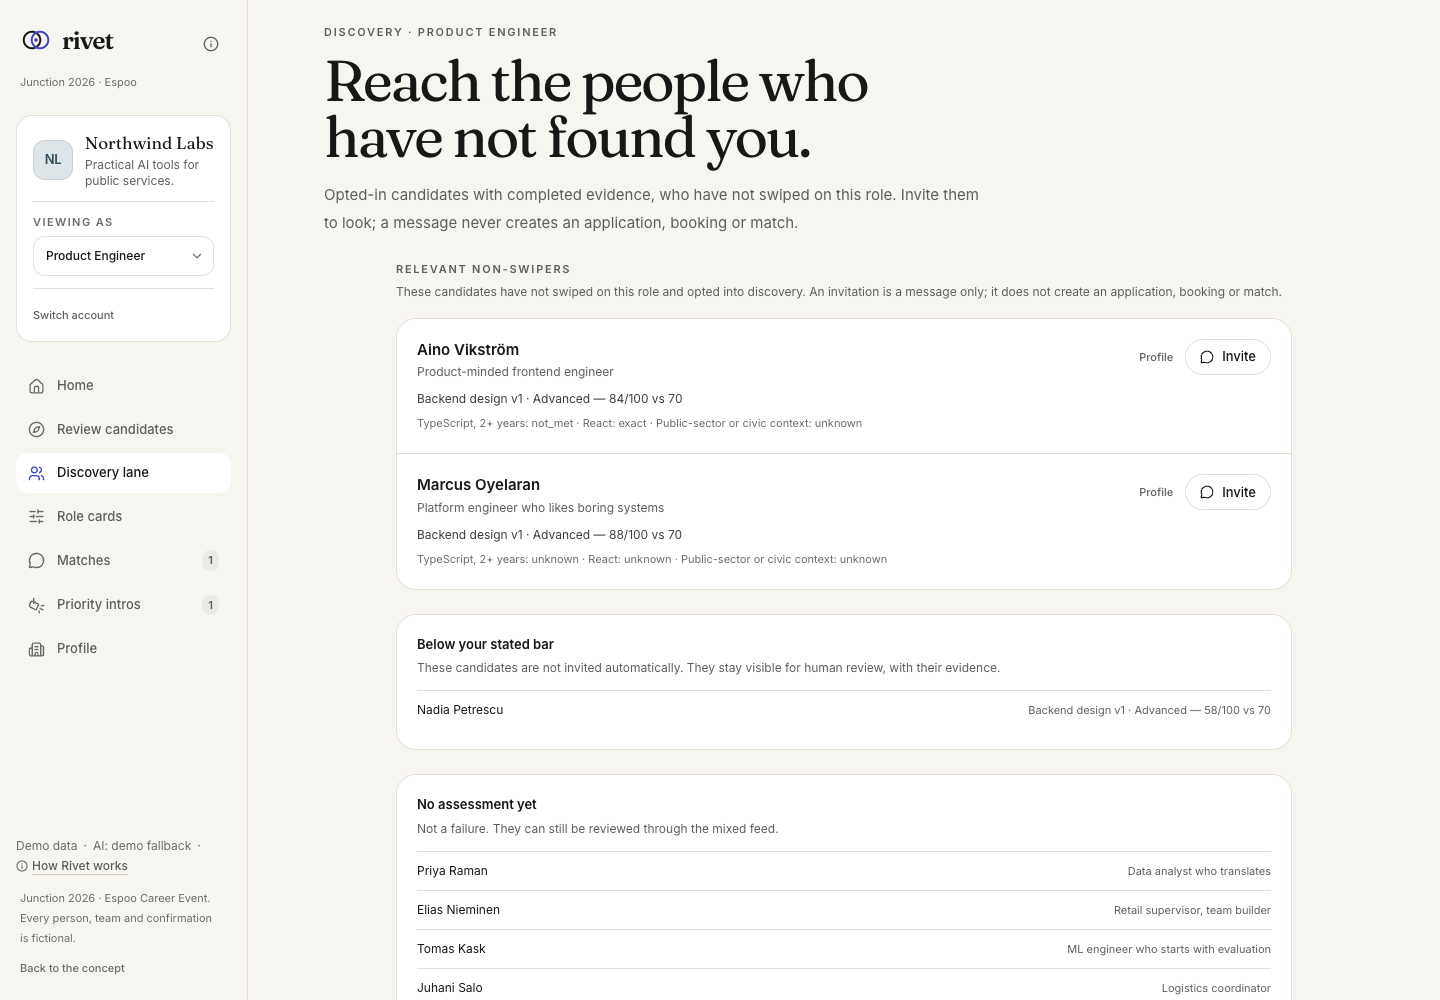 rivet
Junction 2026 · Espoo
NL
Northwind Labs
Practical AI tools for
public services.
VIEWING AS
Product Engineer
Switch account
Home
Review candidates
Discovery lane
Role cards
Matches 1
Priority intros 1
Profile
Demo data · AI: demo fallback ·
How Rivet works
Junction 2026 · Espoo Career Event.
Every person, team and confirmation
is fictional.
Back to the concept
DISCOVERY · PRODUCT ENGINEER
Reach the people who
have not found you.
Opted-in candidates with completed evidence, who have not swiped on this role. Invite them
to look; a message never creates an application, booking or match.
RELEVANT NON-SWIPERS
These candidates have not swiped on this role and opted into discovery. An invitation is a message only; it does not create an application, booking or match.
Aino Vikström
Profile Invite
Product-minded frontend engineer
Backend design v1 · Advanced — 84/100 vs 70
TypeScript, 2+ years: not_met · React: exact · Public-sector or civic context: unknown
Marcus Oyelaran
Profile Invite
Platform engineer who likes boring systems
Backend design v1 · Advanced — 88/100 vs 70
TypeScript, 2+ years: unknown · React: unknown · Public-sector or civic context: unknown
Below your stated bar
These candidates are not invited automatically. They stay visible for human review, with their evidence.
Nadia Petrescu Backend design v1 · Advanced — 58/100 vs 70
No assessment yet
Not a failure. They can still be reviewed through the mixed feed.
Priya Raman Data analyst who translates
Elias Nieminen Retail supervisor, team builder
Tomas Kask ML engineer who starts with evaluation
Juhani Salo Logistics coordinator